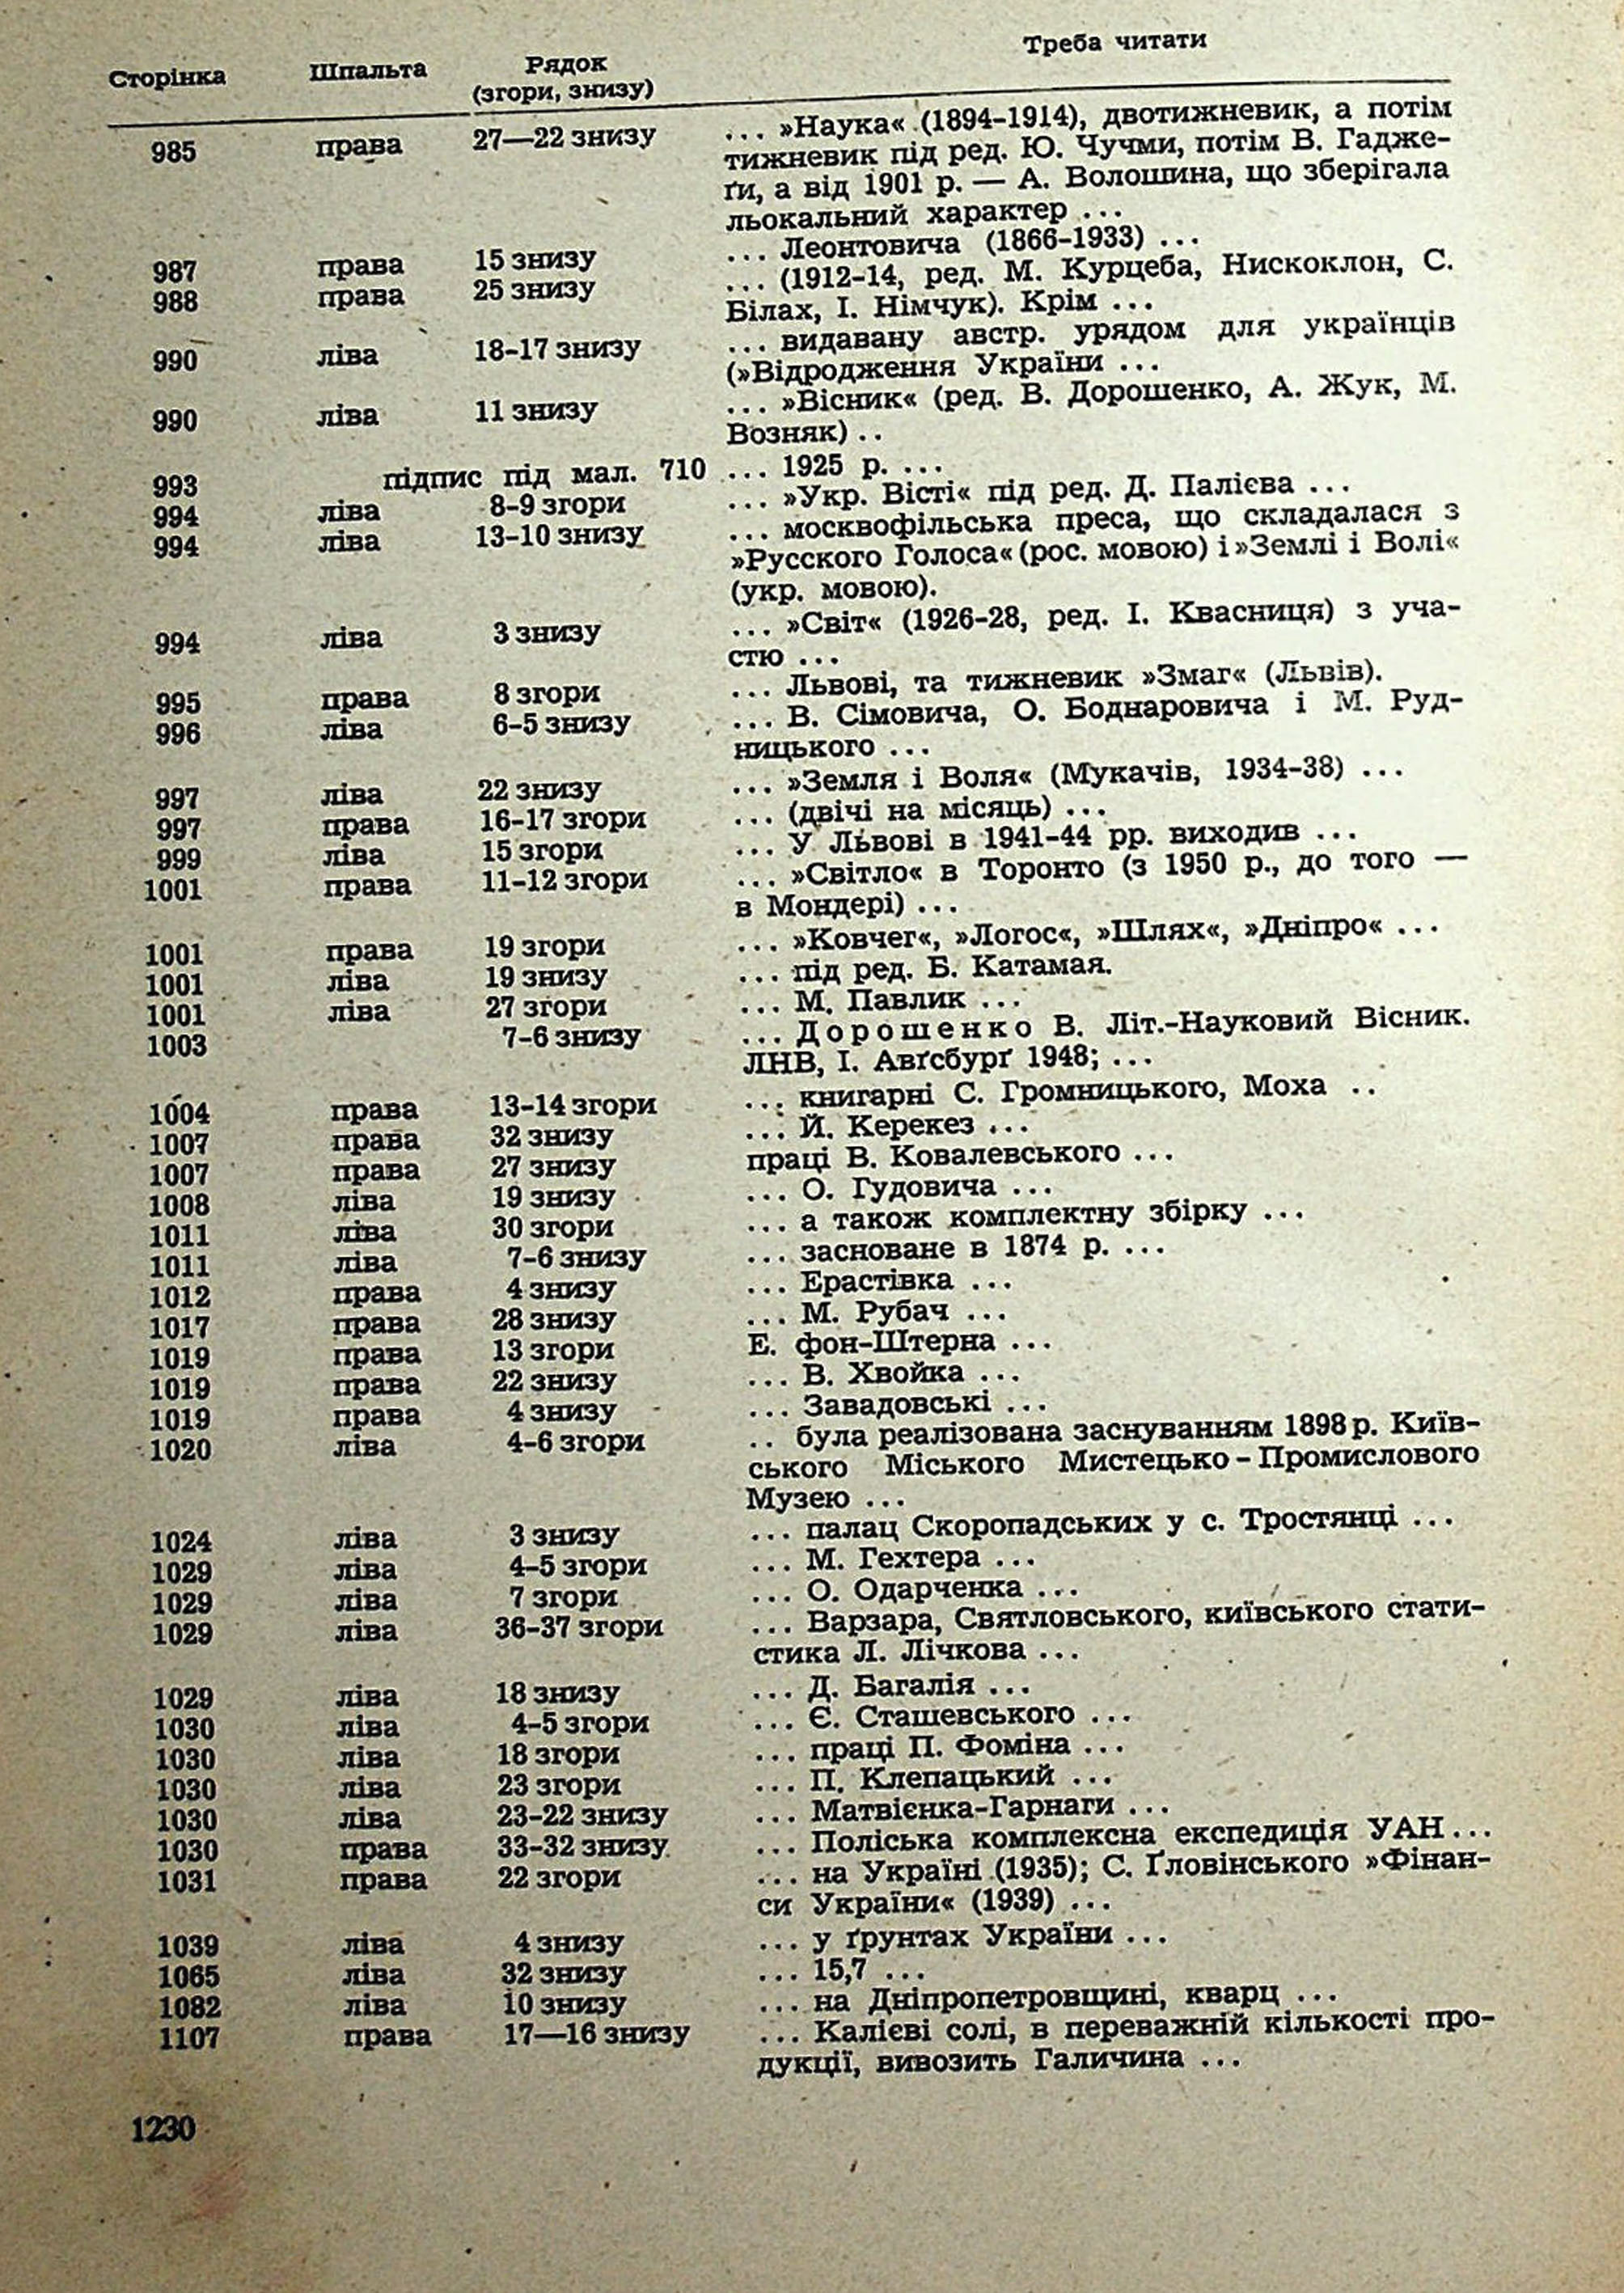 Сторінка Шпальта Рядок (згори, знизу) Треба читати
985 права 27—22 знизу ... »Наука« (1894-1914), двотижневик, а потім
тижневик під ред. Ю. Чучми, потім В. Гадже-
ґи, а від 1901 р. — А. Волошина, що зберігала
льокальний характер ...
987 права 15 знизу ... Леонтовича (1866-1933) ...
988 права 25 знизу ... (1912-14, ред. М. Курцеба, Нискоклон, С.
Білах, І. Німчук). Крім ...
990 ліва 18-17 знизу ... видавану австр. урядом для українців
(»Відродження України ...
990 ліва 11 знизу ... »Вісник« (ред. В. Дорошенко, А. Жук, М.
Возняк) ..
993 підпис під мал. 710 ... 1925 р. ...
994 ліва 8-9 згори ... »Укр. Вісті« під ред. Д. Палієва ...
994 ліва 13-10 знизу ... москвофільська преса, що складалася з
»Русского Голоса« (рос. мовою) і »Землі і Волі«
(укр. мовою).
994 ліва 3 знизу ... »Світ« (1926-28, ред. І. Квасниця) з уча-
стю ...
995 права 8 згори ... Львові, та тижневик »Змаг« (Львів).
996 ліва 6-5 знизу ... В. Сімовича, О. Боднаровича і М. Руд-
ницького ...
997 ліва 22 знизу ... »Земля і Воля« (Мукачів, 1934-38) ...
997 права 16-17 згори ... (двічі на місяць) ...
999 ліва 15 згори ... У Львові в 1941-44 рр. виходив ...
1001 права 11-12 згори ... »Світло« в Торонто (з 1950 р., до того —
в Мондері) ...
1001 права 19 згори ... »Ковчег«, »Логос«, »Шлях«, »Дніпро« ...
1001 ліва 19 знизу ... під ред. Б. Катамая.
1001 ліва 27 згори ... М. Павлик ...
1003 7-6 знизу ... Дорошенко В. Літ.-Науковий Вісник.
ЛНВ, І. Авґсбурґ 1948; ...
1004 права 13-14 згори ... книгарні С. Громницького, Моха ..
1007 права 32 знизу ... Й. Керекез ...
1007 права 27 знизу праці В. Ковалевського ...
1008 ліва 19 знизу ... О. Гудовича ...
1011 ліва 30 згори ... а також комплектну збірку ...
1011 ліва 7-6 знизу ... засноване в 1874 р. ...
1012 права 4 знизу ... Ерастівка ...
1017 права 28 знизу ... М. Рубач ...
1019 права 13 згори Е. фон-Штерна ...
1019 права 22 знизу ... В. Хвойка ...
1019 права 4 знизу ... Завадовські ...
1020 ліва 4-6 згори .. була реалізована заснуванням 1898 р. Київ-
ського Міського Мистецько-Промислового
Музею ...
1024 ліва 3 знизу ... палац Скоропадських у с. Тростянці ...
1029 ліва 4-5 згори ... М. Гехтера ...
1029 ліва 7 згори ... О. Одарченка ...
1029 ліва 36-37 згори ... Варзара, Святловського, київського стати-
стика Л. Лічкова ...
1029 ліва 18 знизу ... Д. Багалія ...
1030 ліва 4-5 згори ... Є. Сташевського ...
1030 ліва 18 згори ... праці П. Фоміна ...
1030 ліва 23 згори ... П. Клепацький ...
1030 ліва 23-22 знизу ... Матвієнка-Гарнаги ...
1030 права 33-32 знизу ... Поліська комплексна експедиція УАН ...
1031 права 22 згори ... на Україні (1935); С. Ґловінського »Фінан-
си України« (1939) ...
1039 ліва 4 знизу ... у ґрунтах України ...
1065 ліва 32 знизу ... 15,7 ...
1082 ліва 10 знизу ... на Дніпропетровщині, кварц ...
1107 права 17—16 знизу ... Калієві солі, в переважній кількості про-
дукції, вивозить Галичина ...
1230